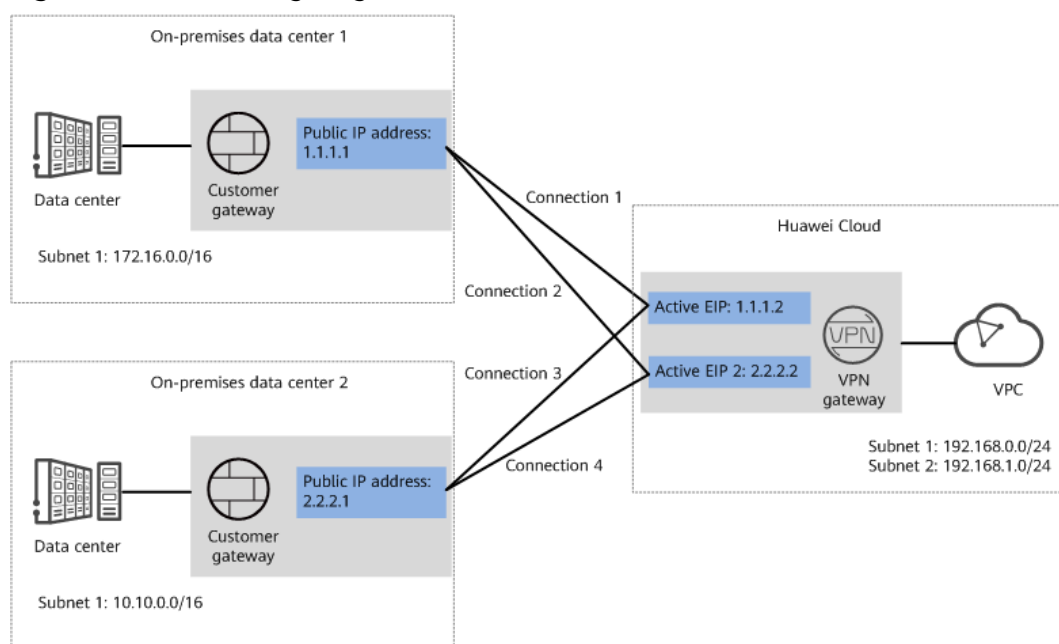 On-premises data center 1
Public IP address:
1.1.1.1
Data center
Customer
gateway
Subnet 1: 172.16.0.0/16
Connection 1
Connection 2
Connection 3
Connection 4
Huawei Cloud
Active EIP: 1.1.1.2
Active EIP 2: 2.2.2.2
VPN
VPN
gateway
VPC
Subnet 1: 192.168.0.0/24
Subnet 2: 192.168.1.0/24
On-premises data center 2
Public IP address:
2.2.2.1
Data center
Customer
gateway
Subnet 1: 10.10.0.0/16